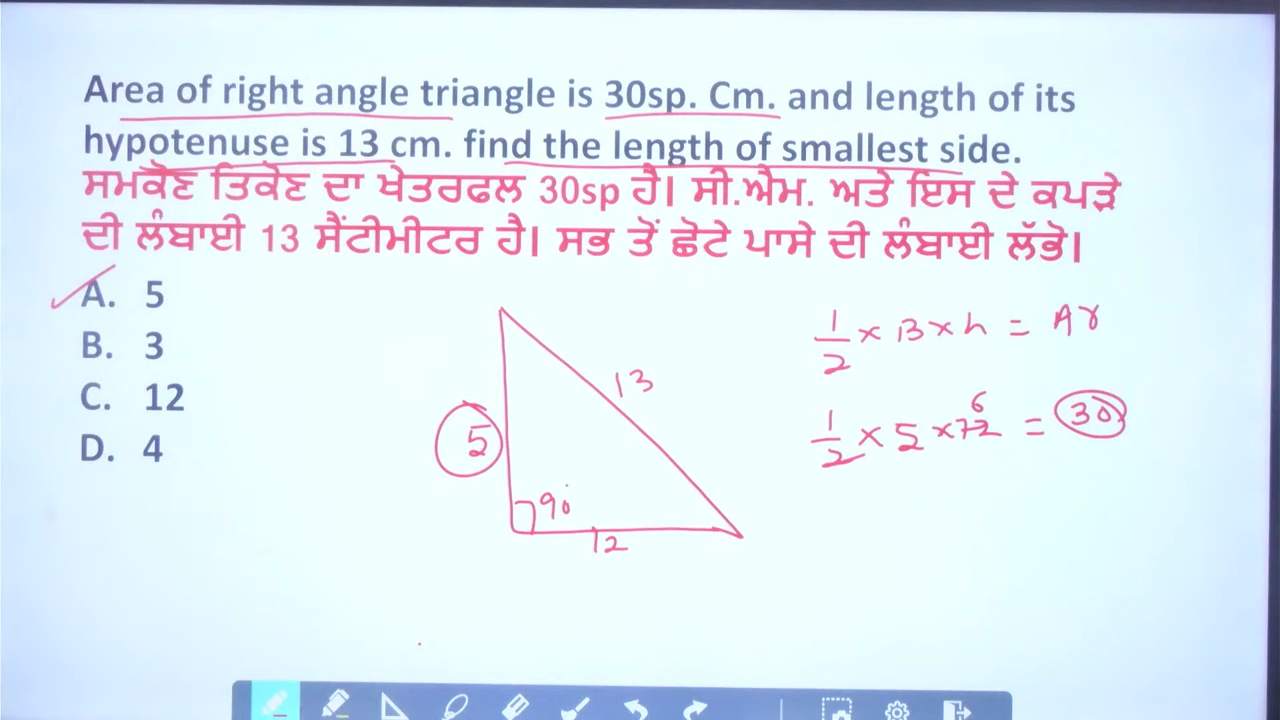 Area of right angle triangle is 30sp. Cm. and length of its
hypotenuse is 13 cm. find the length of smallest side.
ਸਮਕੋਣ ਤਿਕੋਣ ਦਾ ਖੇਤਰਫਲ 30sp ਹੈ। ਸੀ.ਐਮ. ਅਤੇ ਇਸ ਦੇ ਕਪੜੇ
ਦੀ ਲੰਬਾਈ 13 ਸੈਂਟੀਮੀਟਰ ਹੈ। ਸਭ ਤੋਂ ਛੋਟੇ ਪਾਸੇ ਦੀ ਲੰਬਾਈ ਲੱਭੋ।
A. 5
B. 3
C. 12
D. 4
13
5
90
12
1/2 × B × h = Ar
6
1/2 × 5 × 12 = 30